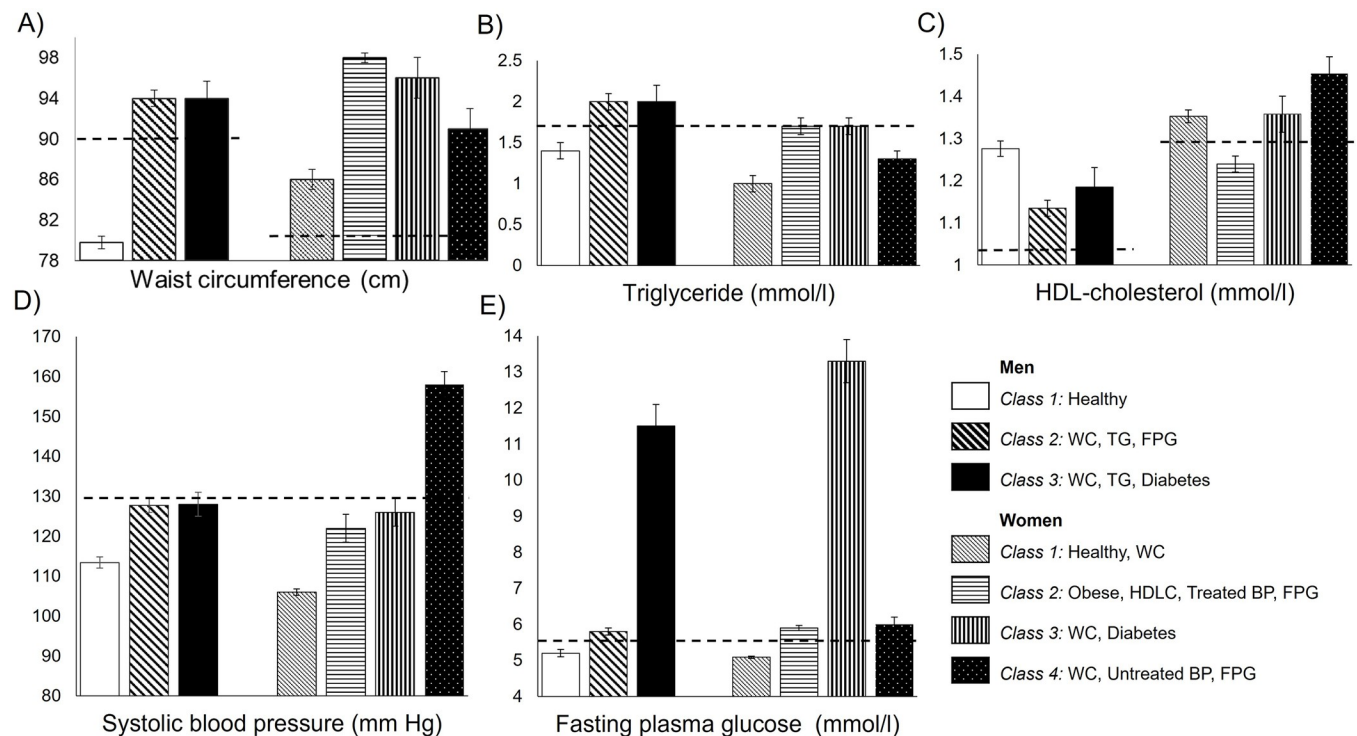 A)
98
94
90
86
82
78
Waist circumference (cm)
B)
2.5
2
1.5
1
0.5
0
Triglyceride (mmol/l)
C)
1.5
1.4
1.3
1.2
1.1
1
HDL-cholesterol (mmol/l)
D)
170
160
150
140
130
120
110
100
90
80
Systolic blood pressure (mm Hg)
E)
14
13
12
11
10
9
8
7
6
5
4
Fasting plasma glucose (mmol/l)
Men
Class 1: Healthy
Class 2: WC, TG, FPG
Class 3: WC, TG, Diabetes
Women
Class 1: Healthy, WC
Class 2: Obese, HDLC, Treated BP, FPG
Class 3: WC, Diabetes
Class 4: WC, Untreated BP, FPG